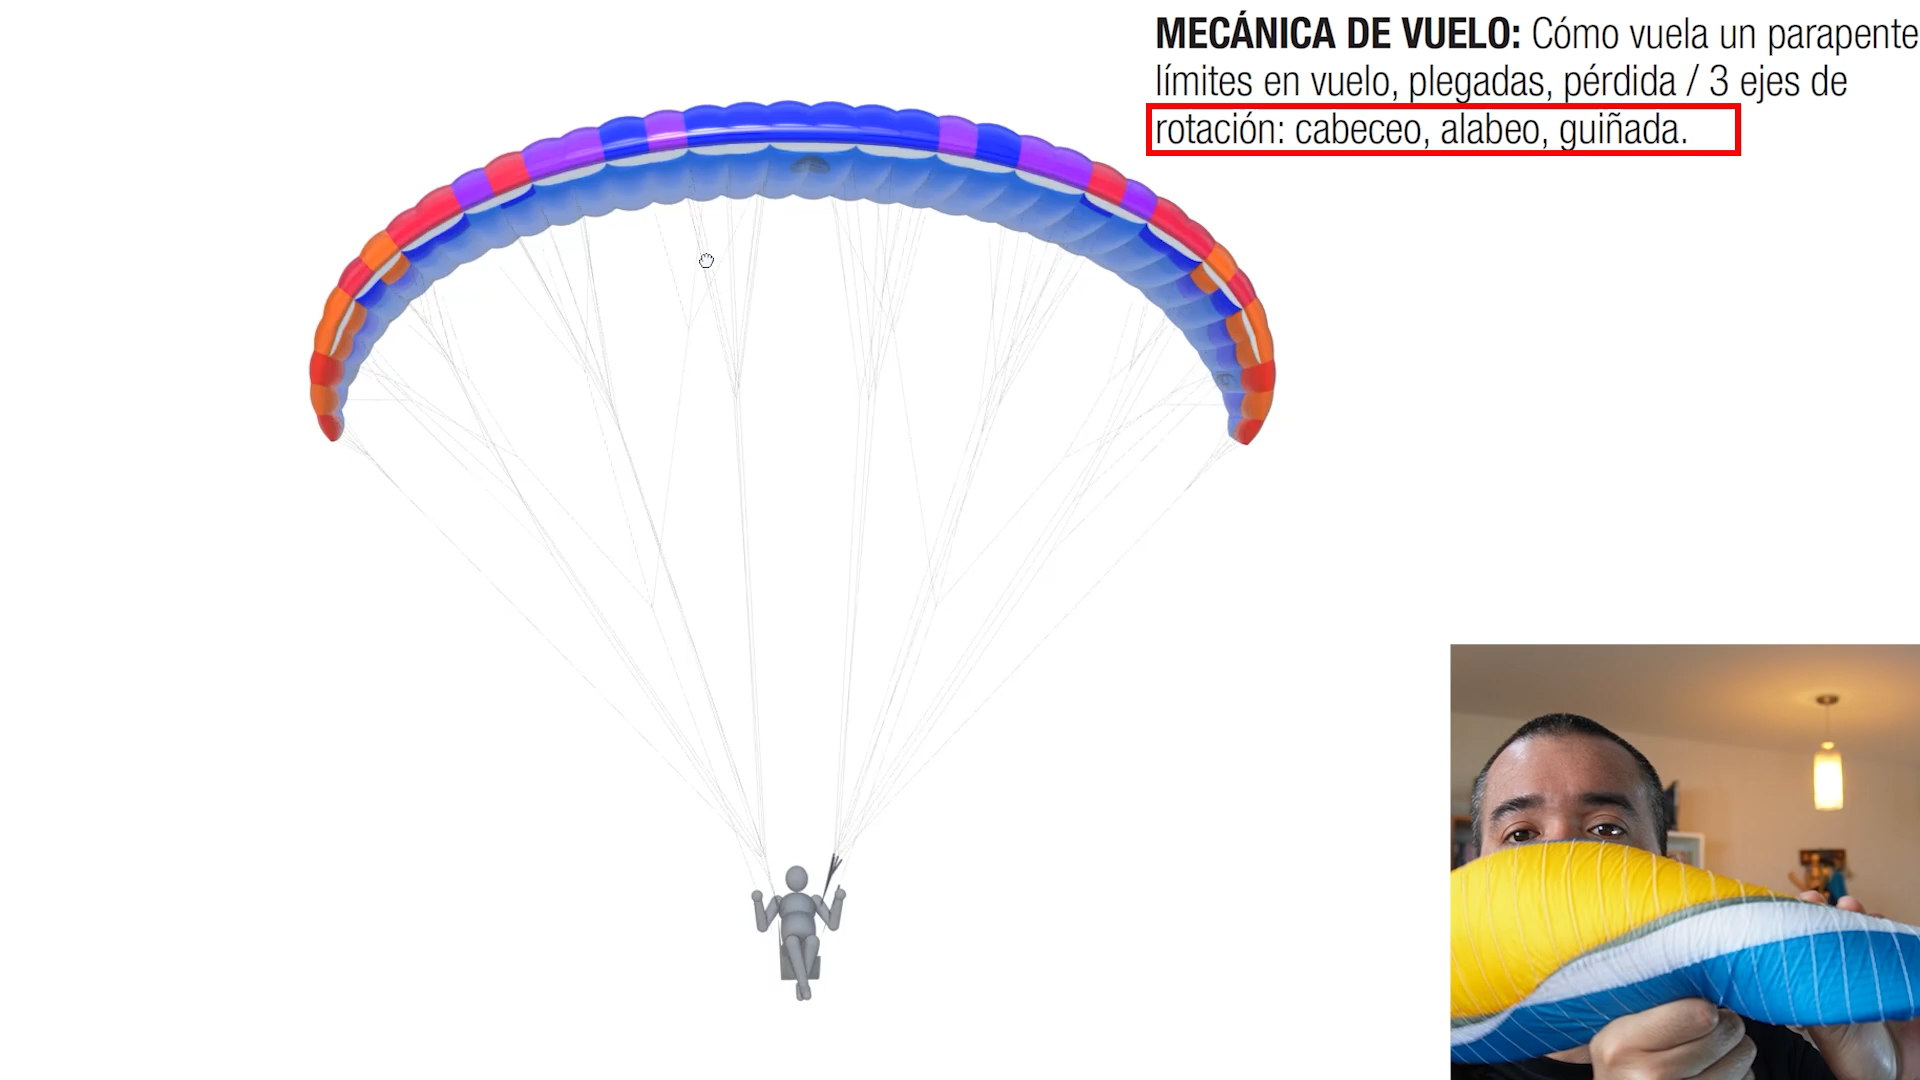 MECÁNICA DE VUELO: Cómo vuela un parapente
límites en vuelo, plegadas, pérdida / 3 ejes de
rotación: cabeceo, alabeo, guiñada.